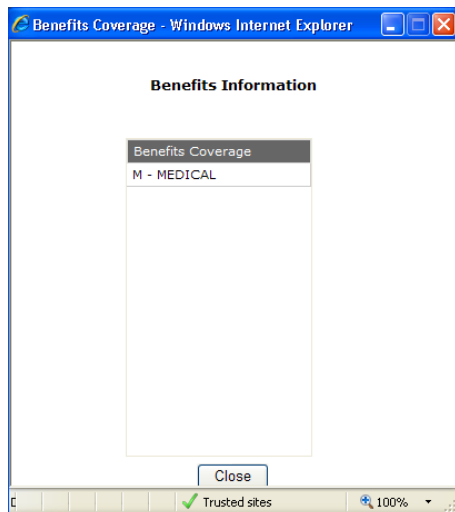 Benefits Coverage - Windows Internet Explorer
Benefits Information
Benefits Coverage
M - MEDICAL
Close
Trusted sites
100%